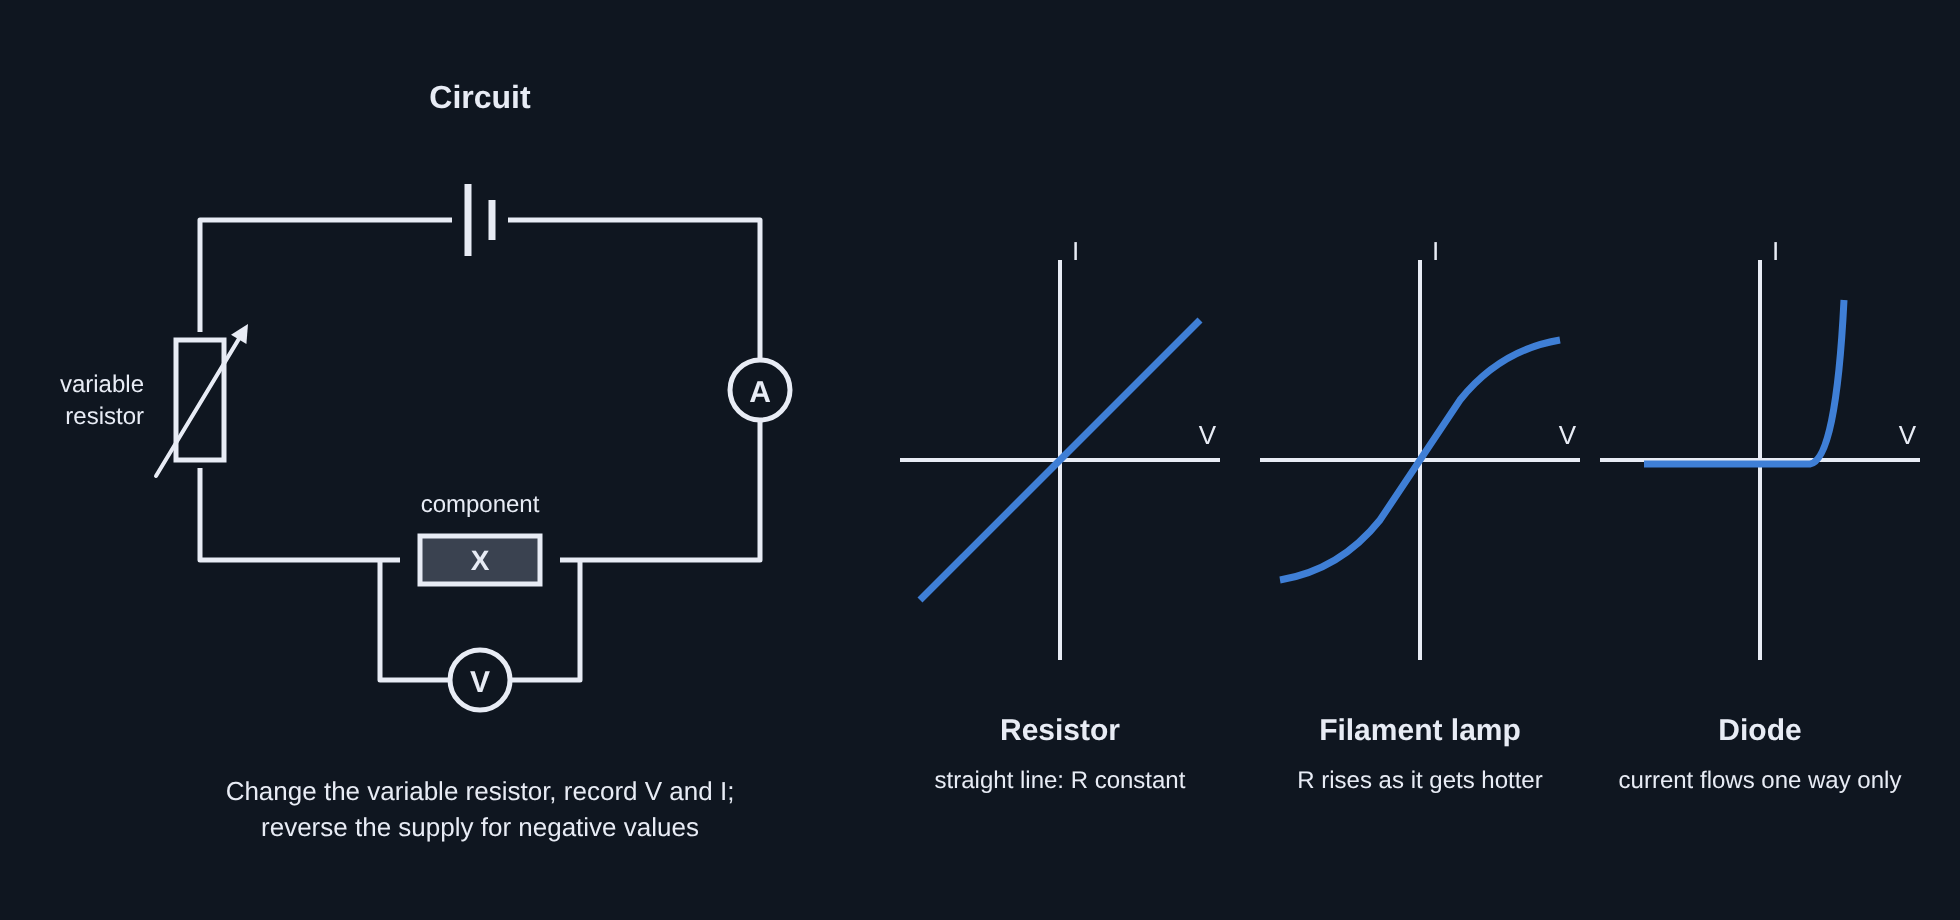 Circuit
variable
resistor
A
component
X
V
Change the variable resistor, record V and I;
reverse the supply for negative values
I
V
Resistor
straight line: R constant
I
V
Filament lamp
R rises as it gets hotter
I
V
Diode
current flows one way only